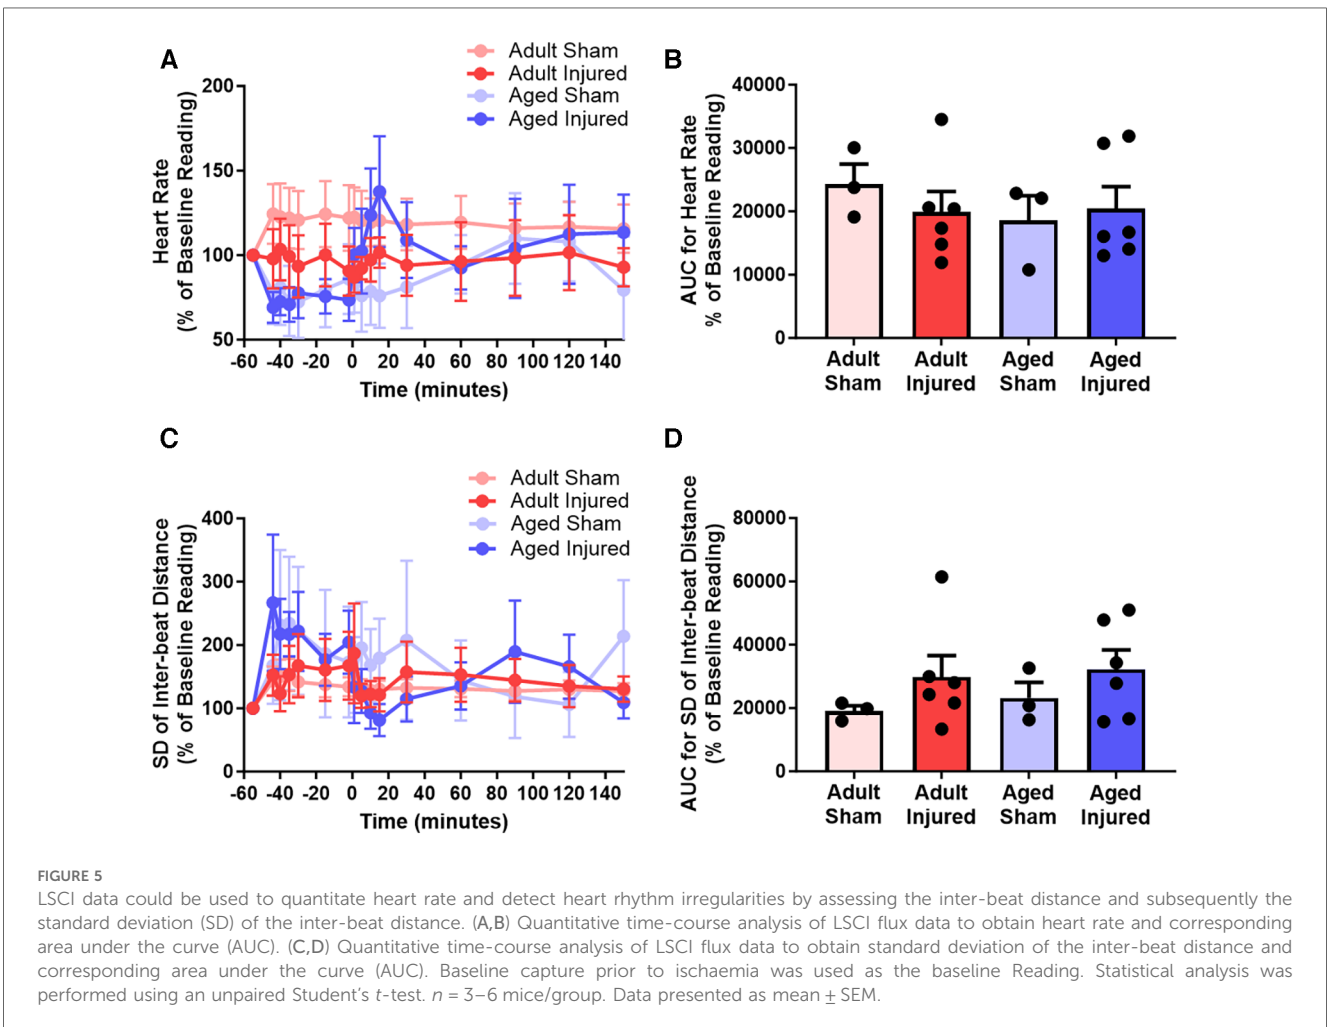 A
Adult Sham
Adult Injured
Aged Sham
Aged Injured
Heart Rate
(% of Baseline Reading)
200
150
100
50
-60 -40 -20 0 20 40 60 80 100 120 140
Time (minutes)
B
AUC for Heart Rate
% of Baseline Reading)
40000
30000
20000
10000
0
Adult Adult Aged Aged
Sham Injured Sham Injured
C
Adult Sham
Adult Injured
Aged Sham
Aged Injured
SD of Inter-beat Distance
(% of Baseline Reading)
400
300
200
100
0
-60 -40 -20 0 20 40 60 80 100 120 140
Time (minutes)
D
AUC for SD of Inter-beat Distance
(% of Baseline Reading)
80000
60000
40000
20000
0
Adult Adult Aged Aged
Sham Injured Sham Injured
FIGURE 5
LSCI data could be used to quantitate heart rate and detect heart rhythm irregularities by assessing the inter-beat distance and subsequently the
standard deviation (SD) of the inter-beat distance. (A,B) Quantitative time-course analysis of LSCI flux data to obtain heart rate and corresponding
area under the curve (AUC). (C,D) Quantitative time-course analysis of LSCI flux data to obtain standard deviation of the inter-beat distance and
corresponding area under the curve (AUC). Baseline capture prior to ischaemia was used as the baseline Reading. Statistical analysis was
performed using an unpaired Student's t-test. n = 3–6 mice/group. Data presented as mean ± SEM.